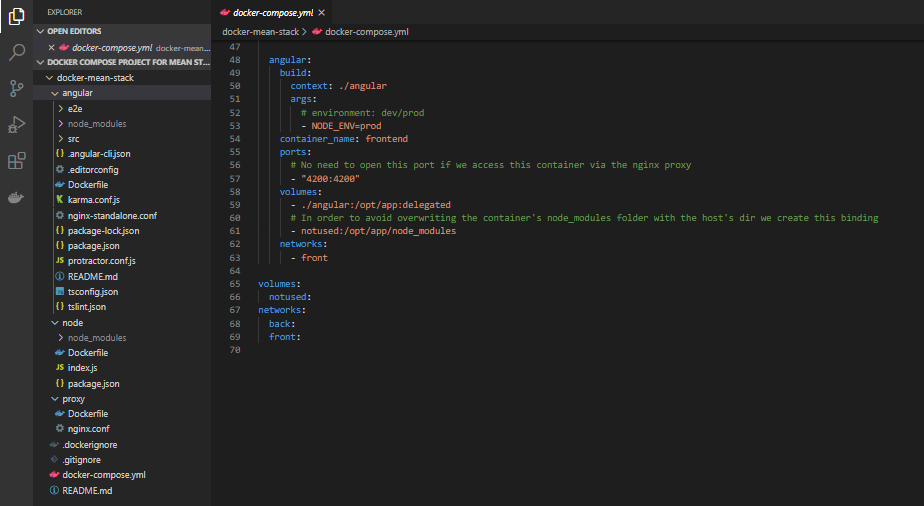 EXPLORER
OPEN EDITORS
docker-compose.yml docker-mean...
DOCKER COMPOSE PROJECT FOR MEAN ST...
docker-mean-stack
angular
e2e
node_modules
src
{} .angular-cli.json
.editorconfig
Dockerfile
karma.conf.js
nginx-standalone.conf
{} package-lock.json
{} package.json
JS protractor.conf.js
README.md
tsconfig.json
{} tslint.json
node
node_modules
Dockerfile
JS index.js
{} package.json
proxy
Dockerfile
nginx.conf
.dockerignore
.gitignore
docker-compose.yml
README.md
docker-compose.yml
docker-mean-stack > docker-compose.yml
47
48 angular:
49 build:
50 context: ./angular
51 args:
52 # environment: dev/prod
53 - NODE_ENV=prod
54 container_name: frontend
55 ports:
56 # No need to open this port if we access this container via the nginx proxy
57 - "4200:4200"
58 volumes:
59 - ./angular:/opt/app:delegated
60 # In order to avoid overwriting the container's node_modules folder with the host's dir we create this binding
61 - notused:/opt/app/node_modules
62 networks:
63 - front
64
65 volumes:
66 notused:
67 networks:
68 back:
69 front:
70